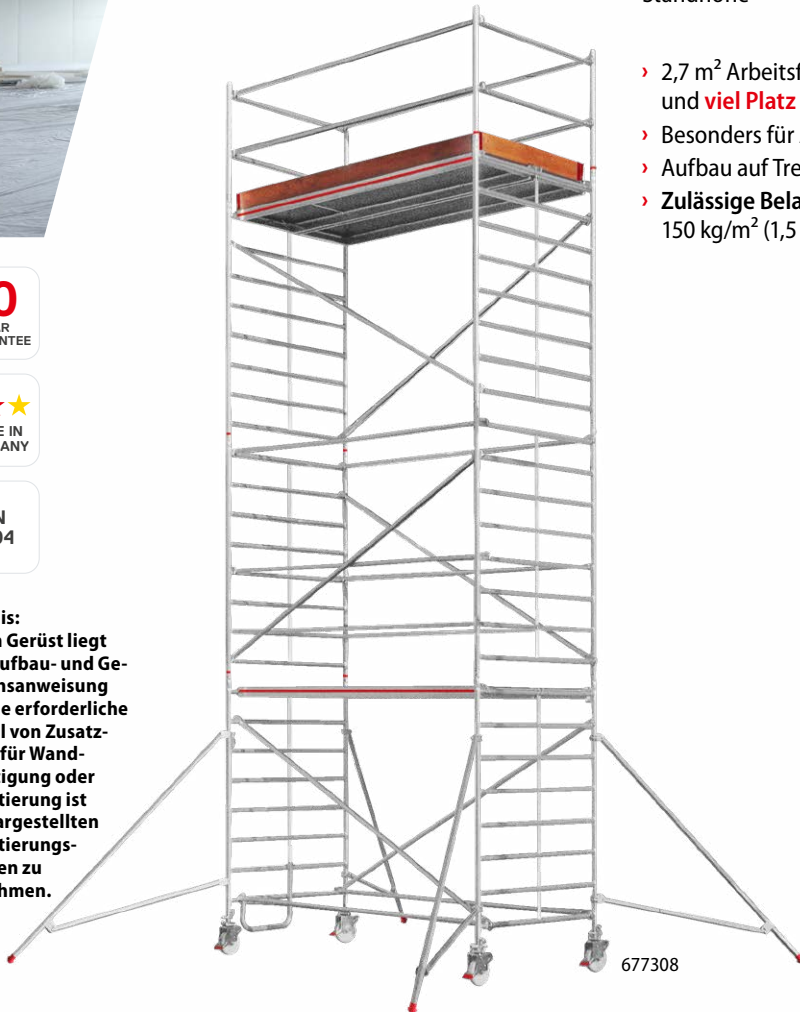 2,7 m² Arbeitsf
und viel Platz
› Besonders für
› Aufbau auf Tre
› Zulässige Bela
150 kg/m² (1,5
0
R
NTEE
E IN
ANY
N
04
is:
Gerüst liegt
ufbau- und Ge-
nsanweisung
e erforderliche
l von Zusatz-
für Wand-
tigung oder
tierung ist
argestellten
tierungs-
en zu
hmen.
677308